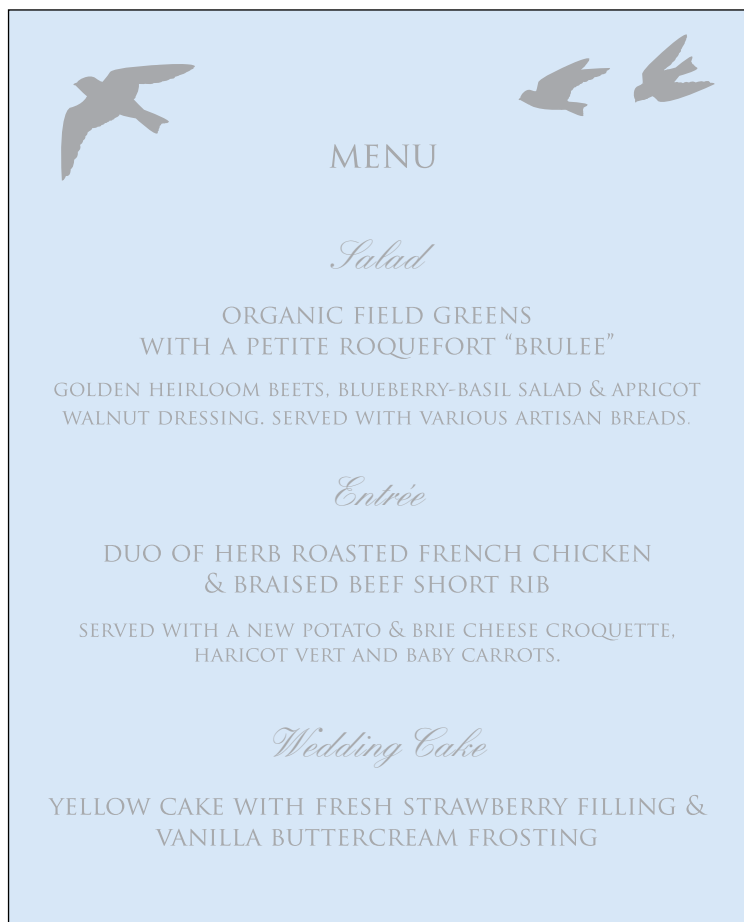 MENU
Salad
ORGANIC FIELD GREENS
WITH A PETITE ROQUEFORT “BRULEE”
GOLDEN HEIRLOOM BEETS, BLUEBERRY-BASIL SALAD & APRICOT
WALNUT DRESSING. SERVED WITH VARIOUS ARTISAN BREADS.
Entrée
DUO OF HERB ROASTED FRENCH CHICKEN
& BRAISED BEEF SHORT RIB
SERVED WITH A NEW POTATO & BRIE CHEESE CROQUETTE,
HARICOT VERT AND BABY CARROTS.
Wedding Cake
YELLOW CAKE WITH FRESH STRAWBERRY FILLING &
VANILLA BUTTERCREAM FROSTING